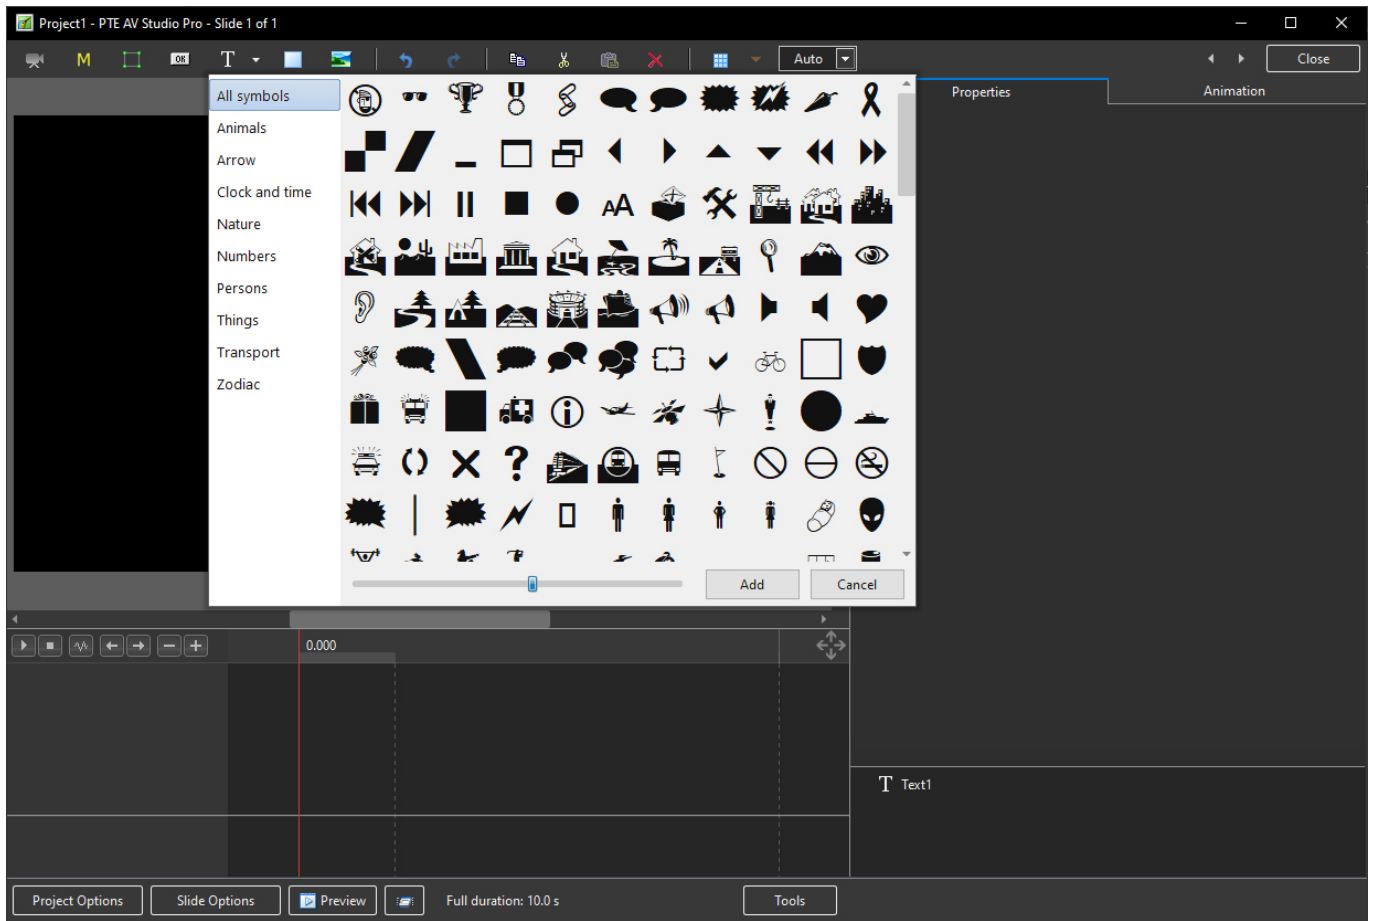 Project1 - PTE AV Studio Pro - Slide 1 of 1
M
OK
T
Auto
Close
All symbols
Animals
Arrow
Clock and time
Nature
Numbers
Persons
Things
Transport
Zodiac
AA
Add
Cancel
Properties
Animation
0.000
T Text1
Project Options
Slide Options
Preview
Full duration: 10.0 s
Tools